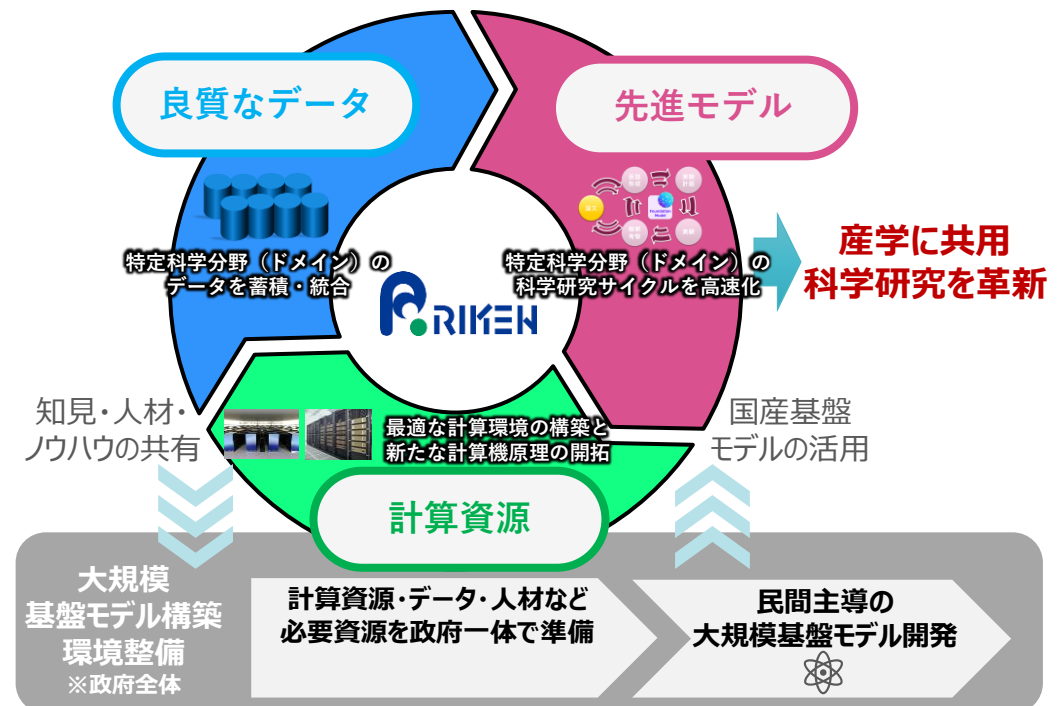 良質なデータ
先進モデル
特定科学分野（ドメイン）の
データを蓄積・統合
特定科学分野（ドメイン）の
科学研究サイクルを高速化
Foundation
Model
産学に共用
科学研究を革新
RIKEN
知見・人材・
ノウハウの共有
最適な計算環境の構築と
新たな計算機原理の開拓
国産基盤
モデルの活用
計算資源
大規模
基盤モデル構築
環境整備
※政府全体
計算資源・データ・人材など
必要資源を政府一体で準備
民間主導の
大規模基盤モデル開発